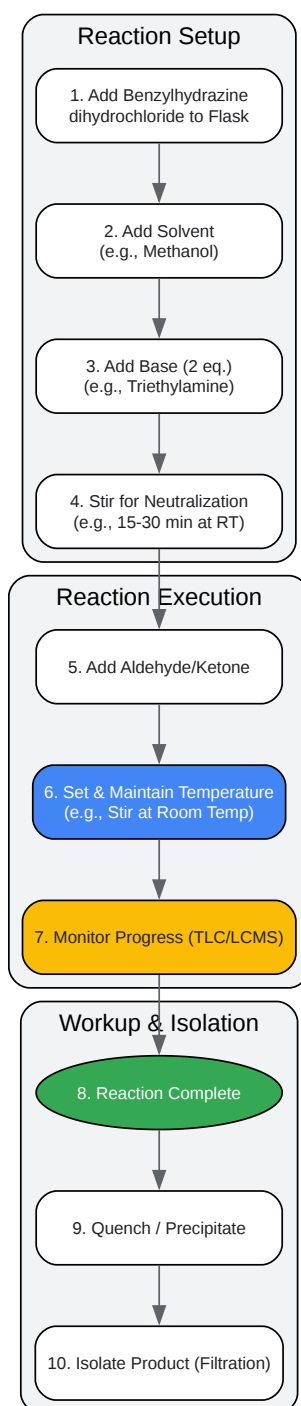 Reaction Setup
1. Add Benzylhydrazine
dihydrochloride to Flask
2. Add Solvent
(e.g., Methanol)
3. Add Base (2 eq.)
(e.g., Triethylamine)
4. Stir for Neutralization
(e.g., 15-30 min at RT)
Reaction Execution
5. Add Aldehyde/Ketone
6. Set & Maintain Temperature
(e.g., Stir at Room Temp)
7. Monitor Progress (TLC/LCMS)
Workup & Isolation
8. Reaction Complete
9. Quench / Precipitate
10. Isolate Product (Filtration)